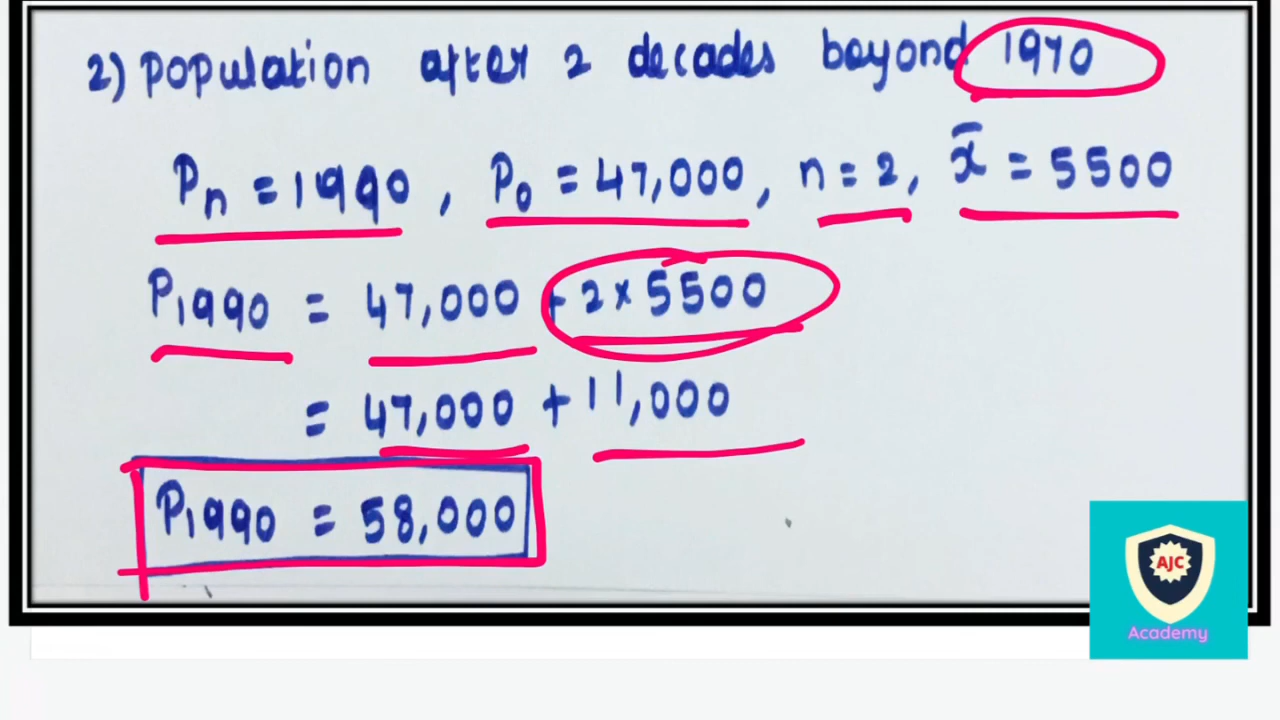 2) Population after 2 decades beyond 1970
Pn = 1990, P0 = 47,000, n = 2, x̄ = 5500
P1990 = 47,000 + 2 × 5500
= 47,000 + 11,000
P1990 = 58,000
AJC
Academy